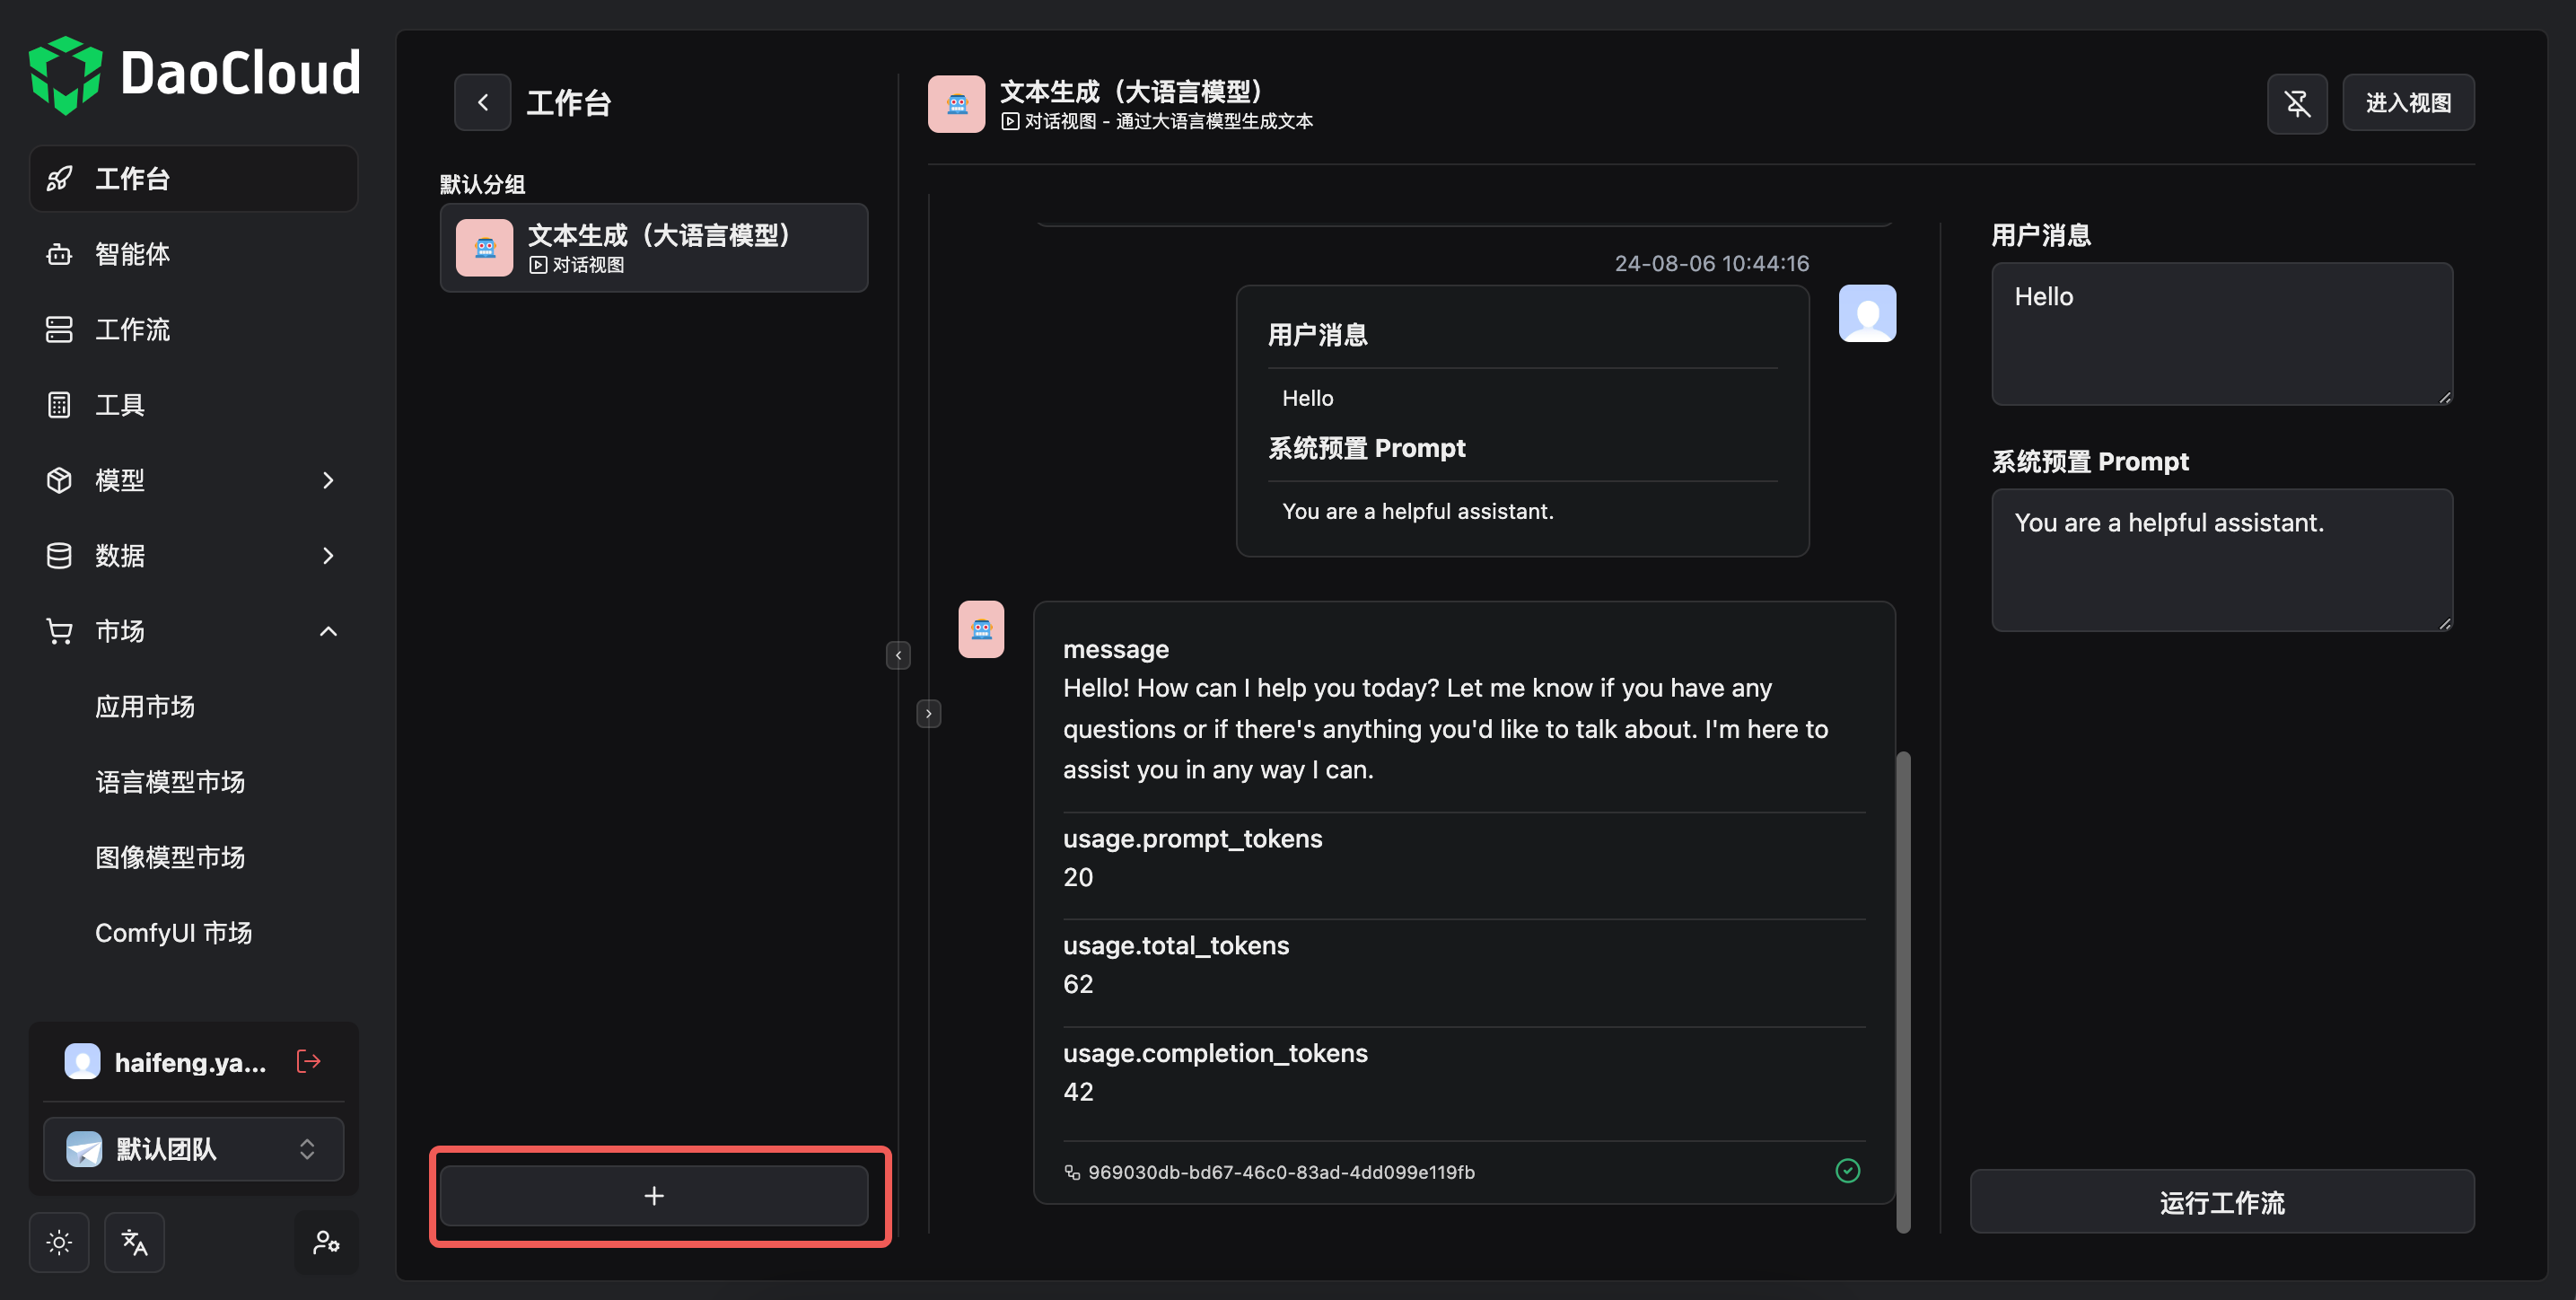 DaoCloud
工作台
智能体
工作流
工具
模型
数据
市场
应用市场
语言模型市场
图像模型市场
ComfyUI 市场
haifeng.ya...
默认团队
工作台
默认分组
文本生成（大语言模型）
对话视图
文本生成（大语言模型）
对话视图 - 通过大语言模型生成文本
进入视图
24-08-06 10:44:16
用户消息
Hello
系统预置 Prompt
You are a helpful assistant.
message
Hello! How can I help you today? Let me know if you have any
questions or if there's anything you'd like to talk about. I'm here to
assist you in any way I can.
usage.prompt_tokens
20
usage.total_tokens
62
usage.completion_tokens
42
969030db-bd67-46c0-83ad-4dd099e119fb
用户消息
Hello
系统预置 Prompt
You are a helpful assistant.
运行工作流